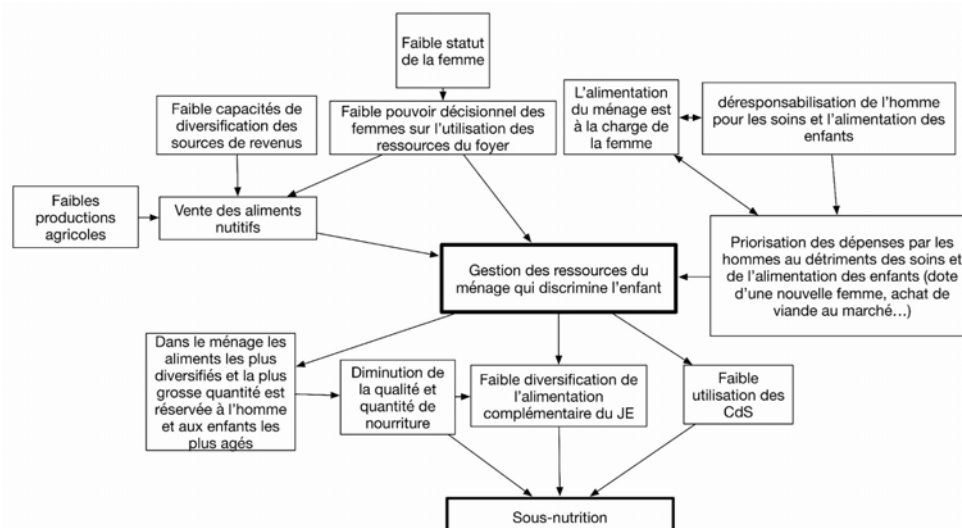 Faible statut
de la femme
Faible capacités de
diversification des
sources de revenus
Faible pouvoir décisionnel des
femmes sur l'utilisation des
ressources du foyer
L'alimentation
du ménage est
à la charge de
la femme
déresponsabilisation de l'homme
pour les soins et l'alimentation des
enfants
Faibles
productions
agricoles
Vente des aliments
nutitifs
Gestion des ressources du
ménage qui discrimine l'enfant
Priorisation des dépenses par les
hommes au détriments des soins et
de l'alimentation des enfants (dote
d'une nouvelle femme, achat de
viande au marché…)
Dans le ménage les
aliments les plus
diversifiés et la plus
grosse quantité est
réservée à l'homme
et aux enfants les
plus agés
Diminution de
la qualité et
quantité de
nourriture
Faible diversification de
l'alimentation
complémentaire du JE
Faible
utilisation des
CdS
Sous-nutrition